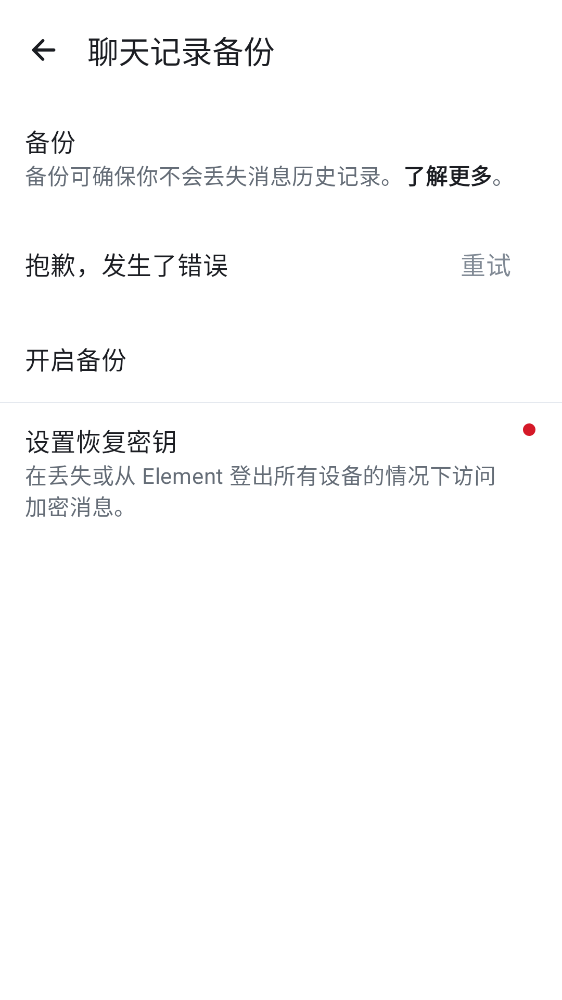 聊天记录备份
备份
备份可确保你不会丢失消息历史记录。了解更多。
抱歉，发生了错误
重试
开启备份
设置恢复密钥
在丢失或从 Element 登出所有设备的情况下访问
加密消息。